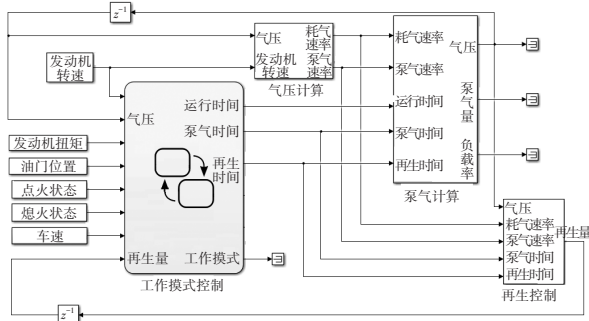 z⁻¹
气压
耗气速率
发动机转速
泵气速率
气压计算
耗气速率
气压
泵气速率
泵气量
运行时间
泵气时间
负载率
再生时间
泵气计算
发动机转速
气压
运行时间
泵气时间
再生时间
发动机扭矩
油门位置
点火状态
熄火状态
车速
再生量
工作模式
工作模式控制
气压
耗气速率
再生量
泵气速率
泵气时间
再生时间
再生控制
z⁻¹